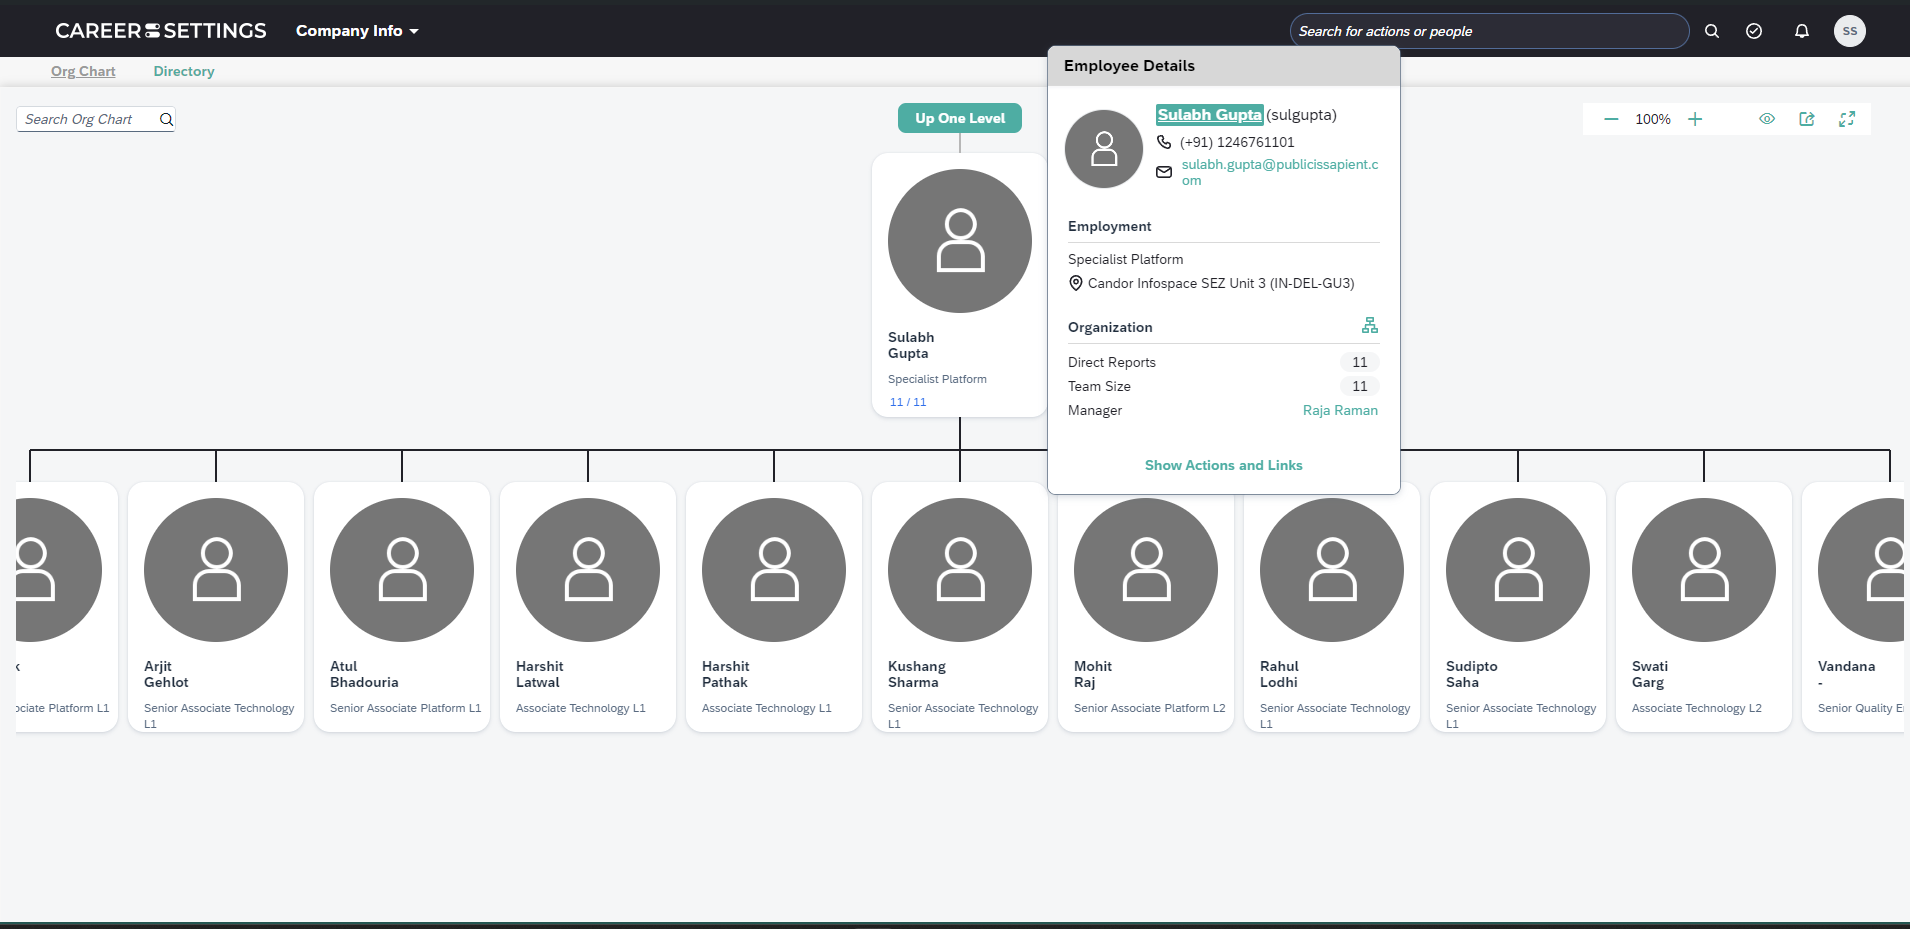 CAREER SETTINGS
Company Info
Search for actions or people
SS
Org Chart
Directory
Search Org Chart
Up One Level
100%
Employee Details
Sulabh Gupta (sulgupta)
(+91) 1246761101
sulabh.gupta@publicissapient.c
om
Employment
Specialist Platform
Candor Infospace SEZ Unit 3 (IN-DEL-GU3)
Organization
Direct Reports 11
Team Size 11
Manager Raja Raman
Show Actions and Links
Sulabh
Gupta
Specialist Platform
11 / 11
k
ociate Platform L1
Arjit
Gehlot
Senior Associate Technology
L1
Atul
Bhadouria
Senior Associate Platform L1
Harshit
Latwal
Associate Technology L1
Harshit
Pathak
Associate Technology L1
Kushang
Sharma
Senior Associate Technology
L1
Mohit
Raj
Senior Associate Platform L2
Rahul
Lodhi
Senior Associate Technology
L1
Sudipto
Saha
Senior Associate Technology
L1
Swati
Garg
Associate Technology L2
Vandana
-
Senior Quality E